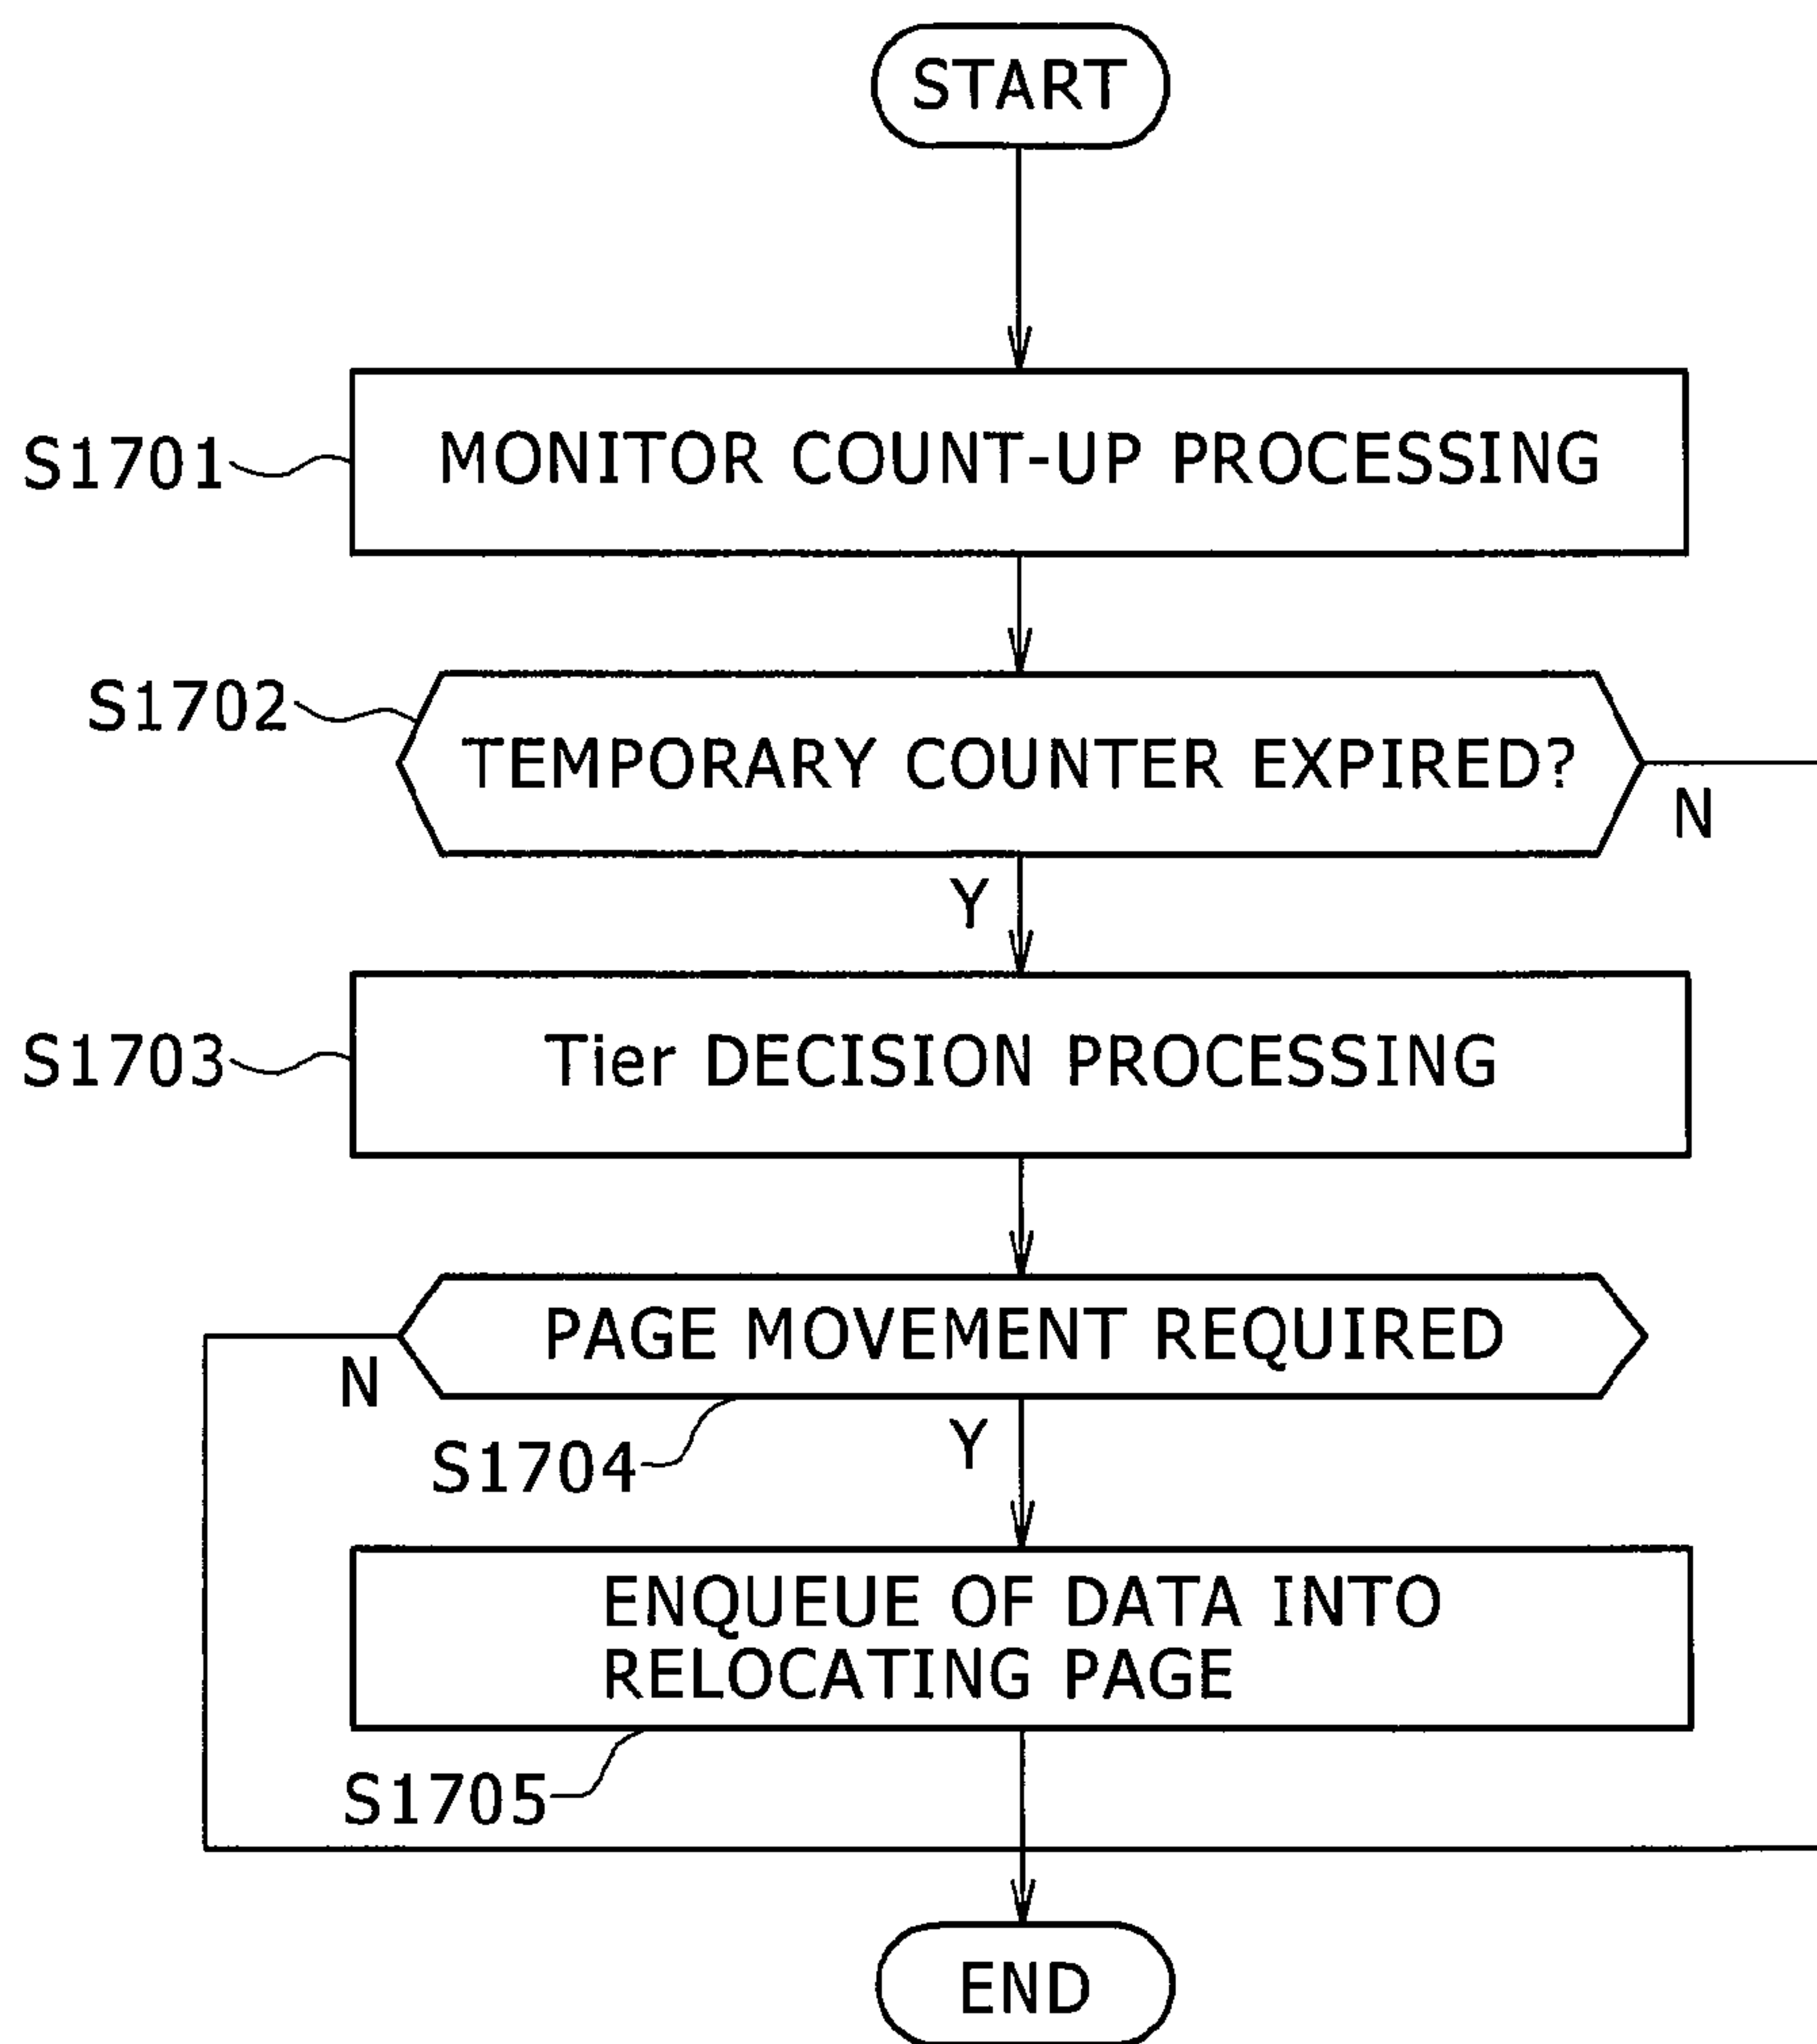 START
S1701
MONITOR COUNT-UP PROCESSING
S1702
TEMPORARY COUNTER EXPIRED?
N
Y
S1703
Tier DECISION PROCESSING
PAGE MOVEMENT REQUIRED
N
S1704
Y
ENQUEUE OF DATA INTO
RELOCATING PAGE
S1705
END